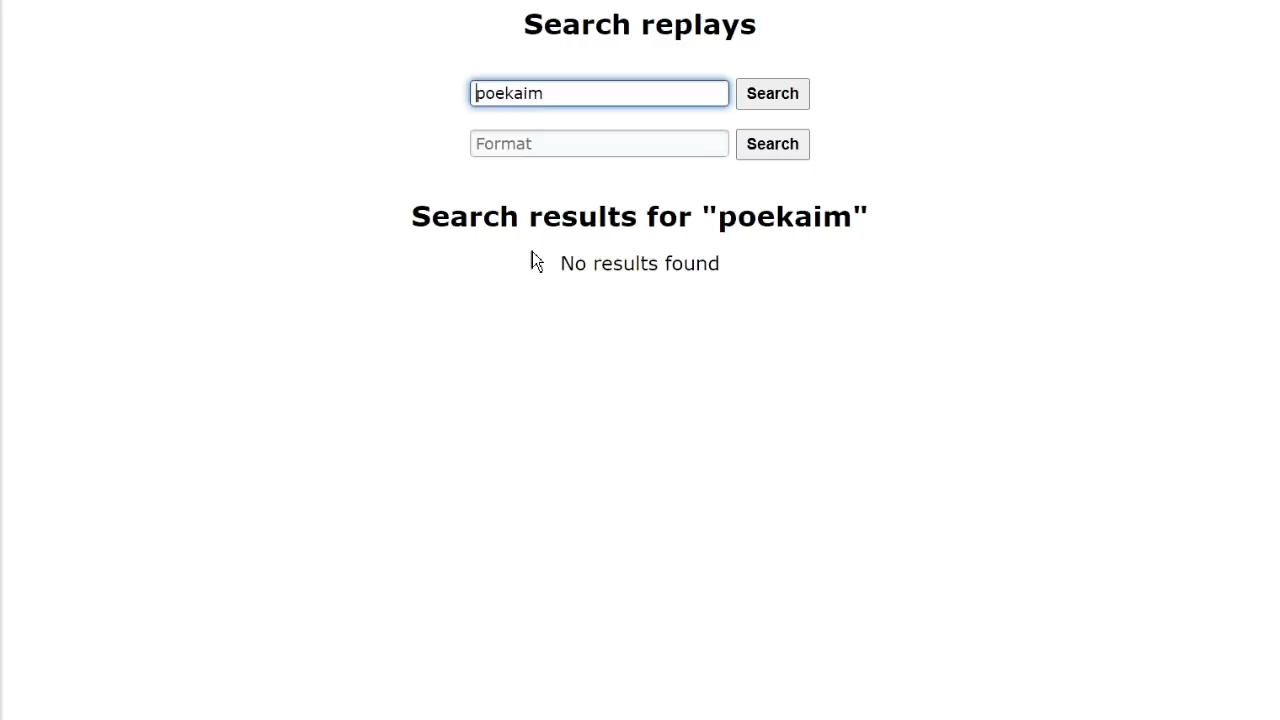 Search replays
poekaim Search
Format Search
Search results for "poekaim"
No results found